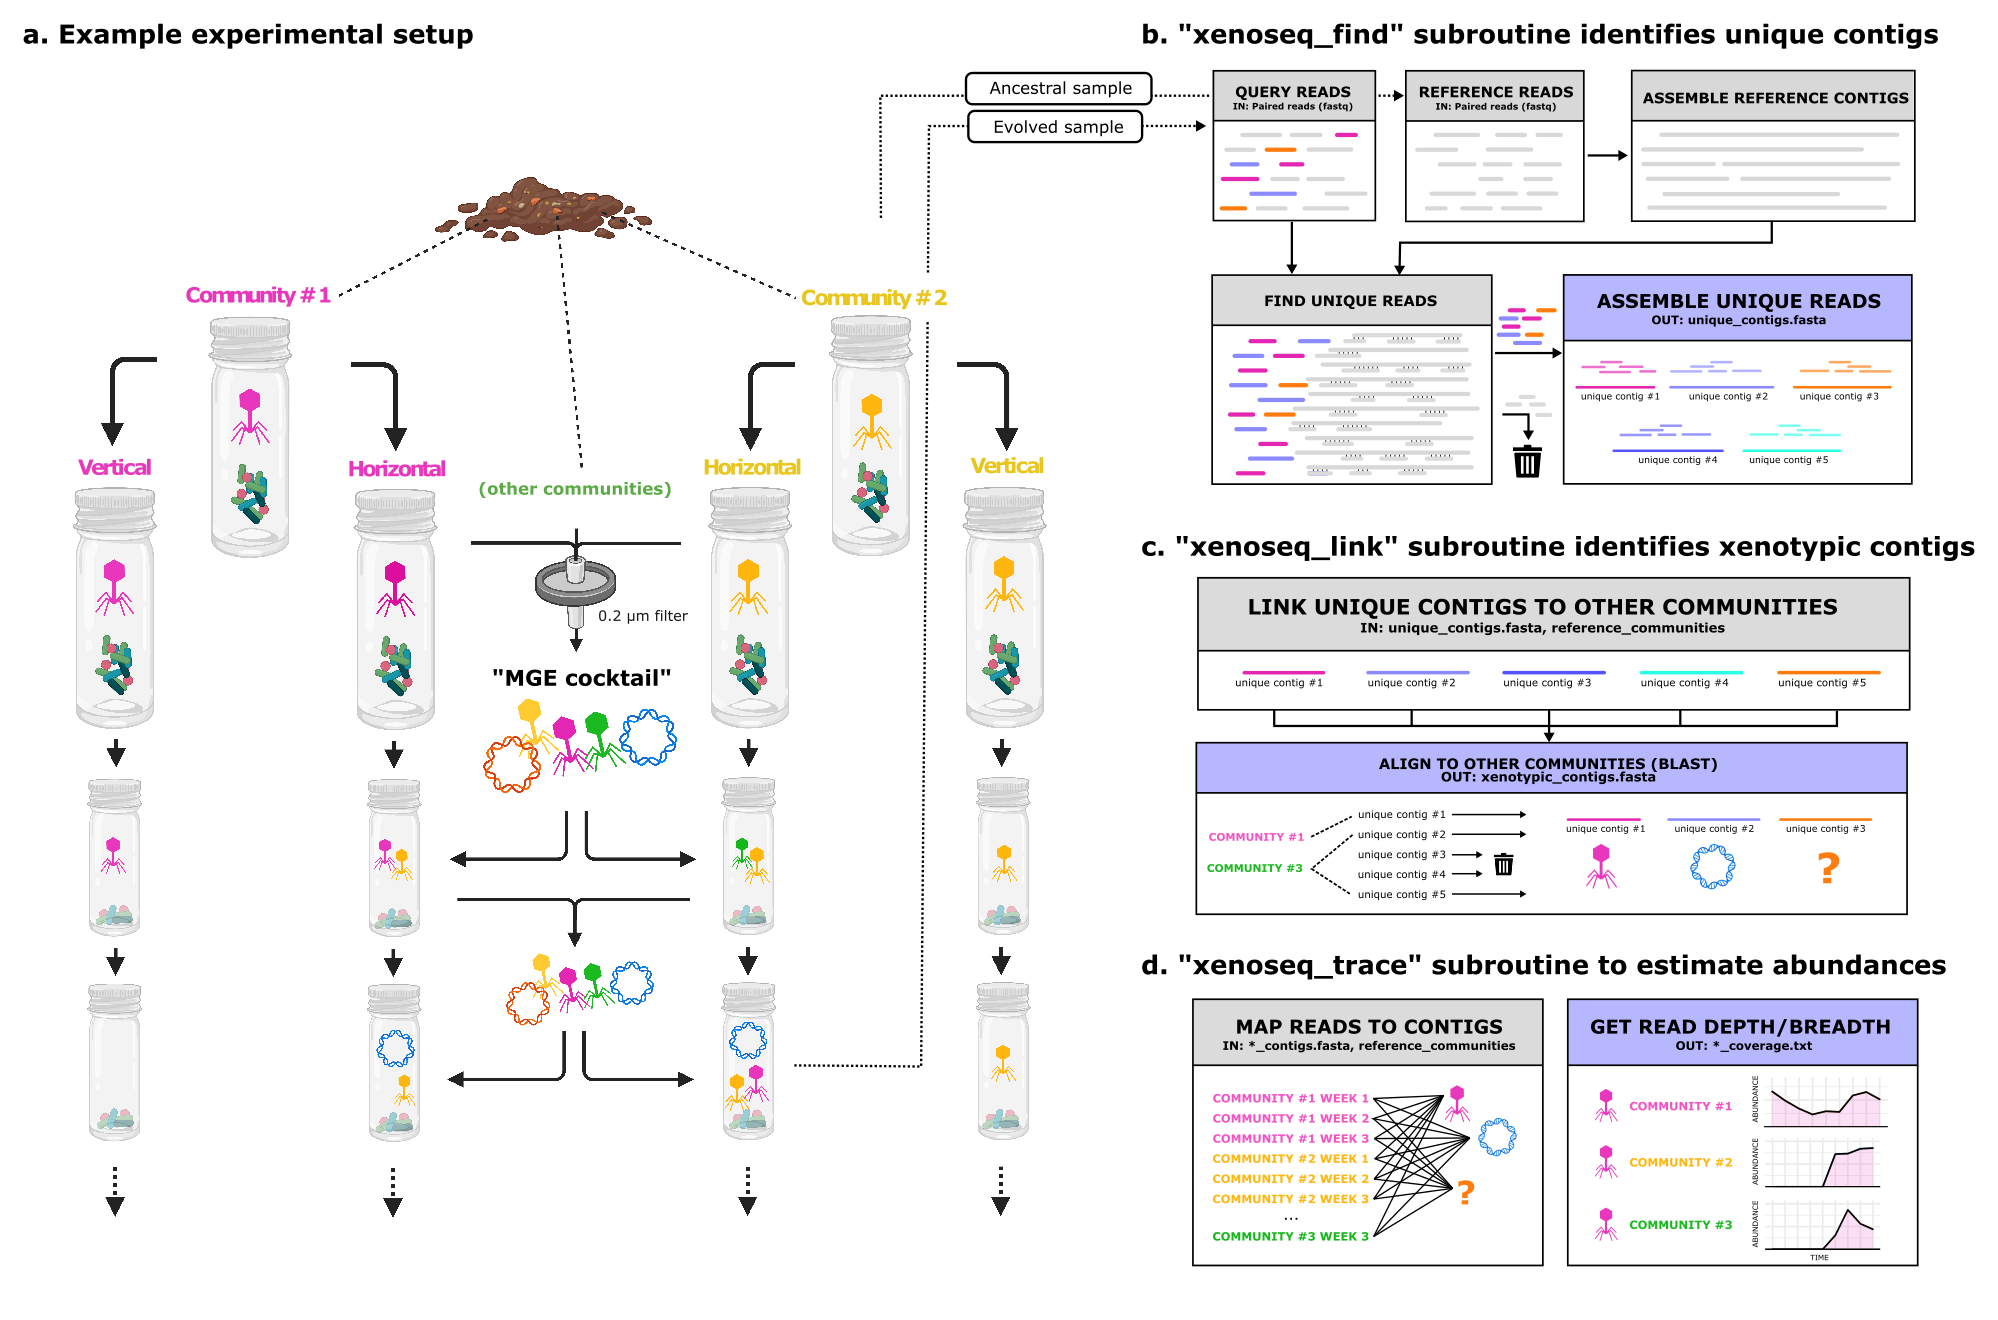 a. Example experimental setup
Community #1
Community #2
Vertical
Horizontal
(other communities)
Horizontal
Vertical
0.2 μm filter
"MGE cocktail"
Ancestral sample
Evolved sample
b. "xenoseq_find" subroutine identifies unique contigs
QUERY READS
IN: Paired reads (fastq)
REFERENCE READS
IN: Paired reads (fastq)
ASSEMBLE REFERENCE CONTIGS
FIND UNIQUE READS
ASSEMBLE UNIQUE READS
OUT: unique_contigs.fasta
unique contig #1
unique contig #2
unique contig #3
unique contig #4
unique contig #5
c. "xenoseq_link" subroutine identifies xenotypic contigs
LINK UNIQUE CONTIGS TO OTHER COMMUNITIES
IN: unique_contigs.fasta, reference_communities
unique contig #1
unique contig #2
unique contig #3
unique contig #4
unique contig #5
ALIGN TO OTHER COMMUNITIES (BLAST)
OUT: xenotypic_contigs.fasta
COMMUNITY #1
COMMUNITY #3
unique contig #1
unique contig #2
unique contig #3
unique contig #4
unique contig #5
unique contig #1
unique contig #2
unique contig #3
?
d. "xenoseq_trace" subroutine to estimate abundances
MAP READS TO CONTIGS
IN: *_contigs.fasta, reference_communities
COMMUNITY #1 WEEK 1
COMMUNITY #1 WEEK 2
COMMUNITY #1 WEEK 3
COMMUNITY #2 WEEK 1
COMMUNITY #2 WEEK 2
COMMUNITY #2 WEEK 3
...
COMMUNITY #3 WEEK 3
?
GET READ DEPTH/BREADTH
OUT: *_coverage.txt
COMMUNITY #1
ABUNDANCE
COMMUNITY #2
ABUNDANCE
COMMUNITY #3
ABUNDANCE
TIME